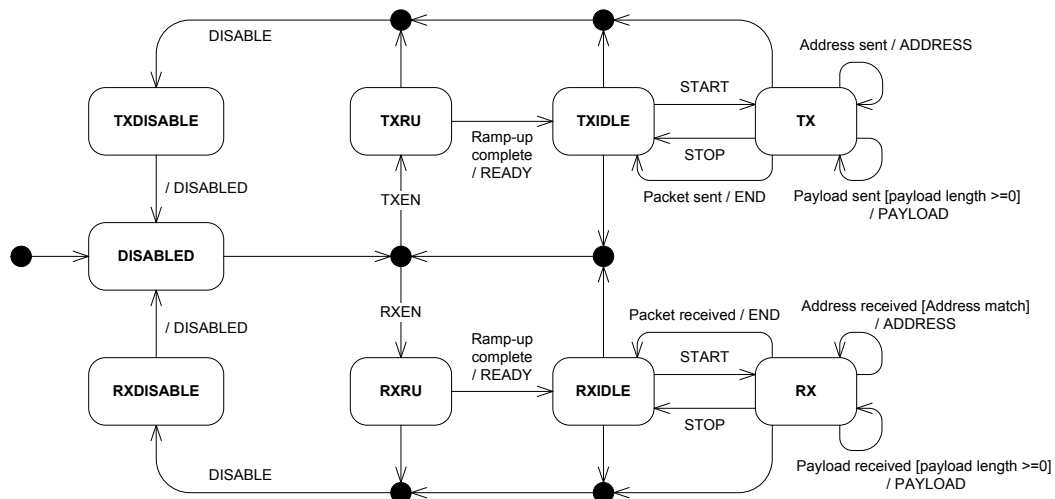 DISABLE
Address sent / ADDRESS
START
TXDISABLE
TXRU
TXIDLE
TX
Ramp-up
complete
/ READY
STOP
/ DISABLED
TXEN
Packet sent / END
Payload sent [payload length >=0]
/ PAYLOAD
DISABLED
RXEN
Packet received / END
Address received [Address match]
/ ADDRESS
/ DISABLED
Ramp-up
complete
/ READY
START
RXDISABLE
RXRU
RXIDLE
RX
STOP
DISABLE
Payload received [payload length >=0]
/ PAYLOAD